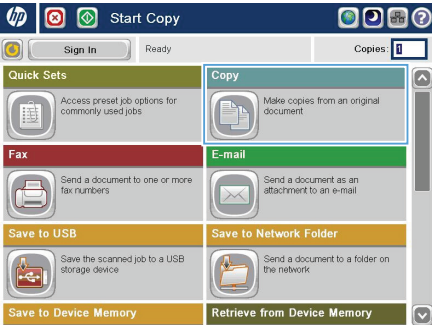 hp Start Copy
Sign In Ready Copies: 1
Quick Sets
Access preset job options for
commonly used jobs
Copy
Make copies from an original
document
Fax
Send a document to one or more
fax numbers
E-mail
Send a document as an
attachment to an e-mail
Save to USB
Save the scanned job to a USB
storage device
Save to Network Folder
Send a document to a folder on
the network
Save to Device Memory
Retrieve from Device Memory